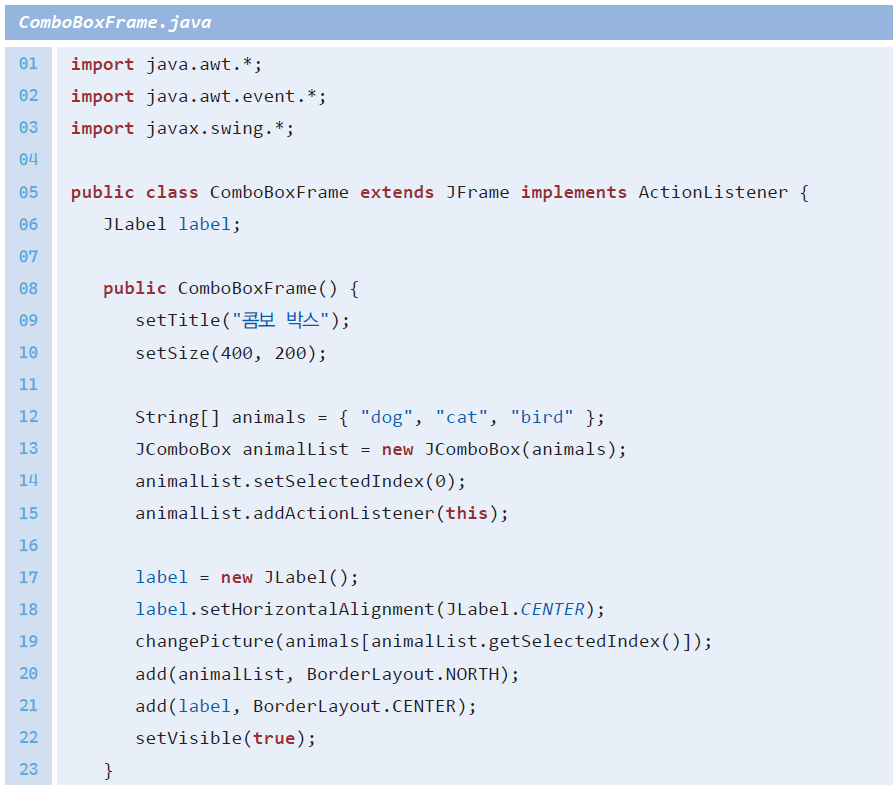 ComboBoxFrame.java
01 import java.awt.*;
02 import java.awt.event.*;
03 import javax.swing.*;
04
05 public class ComboBoxFrame extends JFrame implements ActionListener {
06 JLabel label;
07
08 public ComboBoxFrame() {
09 setTitle("콤보 박스");
10 setSize(400, 200);
11
12 String[] animals = { "dog", "cat", "bird" };
13 JComboBox animalList = new JComboBox(animals);
14 animalList.setSelectedIndex(0);
15 animalList.addActionListener(this);
16
17 label = new JLabel();
18 label.setHorizontalAlignment(JLabel.CENTER);
19 changePicture(animals[animalList.getSelectedIndex()]);
20 add(animalList, BorderLayout.NORTH);
21 add(label, BorderLayout.CENTER);
22 setVisible(true);
23 }